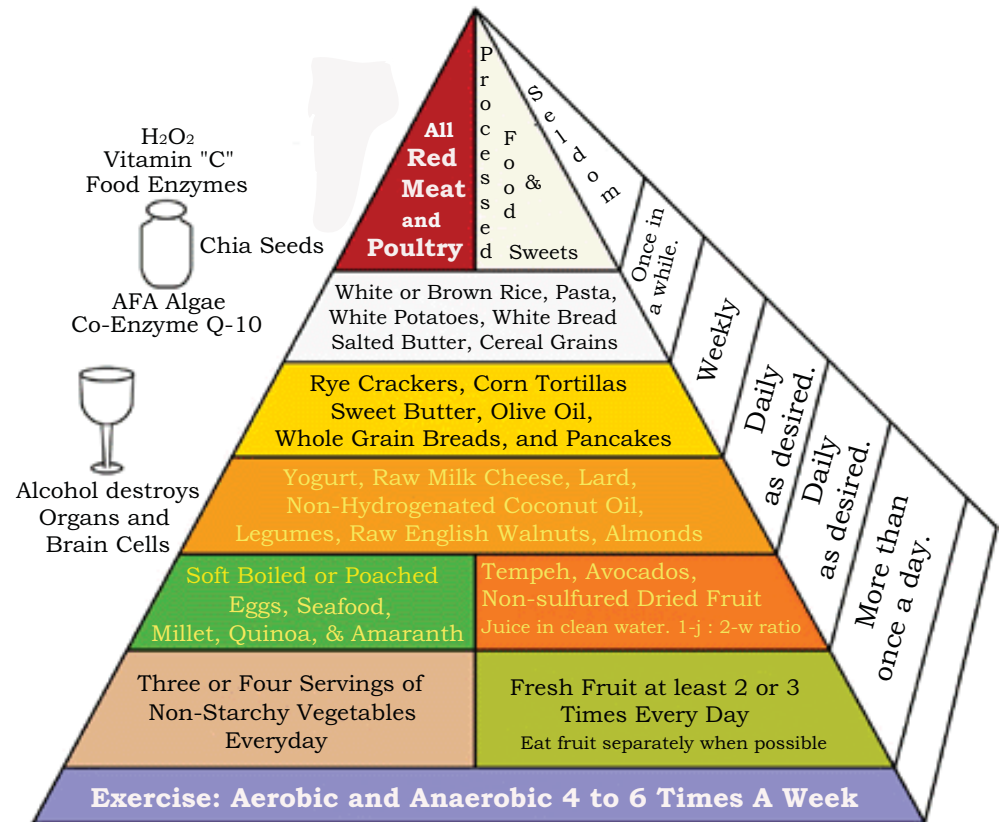 H₂O₂
Vitamin "C"
Food Enzymes
Chia Seeds
AFA Algae
Co-Enzyme Q-10
Alcohol destroys
Organs and
Brain Cells
All
Red
Meat
and
Poultry
Processed
Food
&
Sweets
Seldom
White or Brown Rice, Pasta,
White Potatoes, White Bread
Salted Butter, Cereal Grains
Once in
a while.
Rye Crackers, Corn Tortillas
Sweet Butter, Olive Oil,
Whole Grain Breads, and Pancakes
Weekly
Yogurt, Raw Milk Cheese, Lard,
Non-Hydrogenated Coconut Oil,
Legumes, Raw English Walnuts, Almonds
Daily
as desired.
Soft Boiled or Poached
Eggs, Seafood,
Millet, Quinoa, & Amaranth
Tempeh, Avocados,
Non-sulfured Dried Fruit
Juice in clean water. 1-j : 2-w ratio
Daily
as desired.
Three or Four Servings of
Non-Starchy Vegetables
Everyday
Fresh Fruit at least 2 or 3
Times Every Day
Eat fruit separately when possible
More than
once a day.
Exercise: Aerobic and Anaerobic 4 to 6 Times A Week